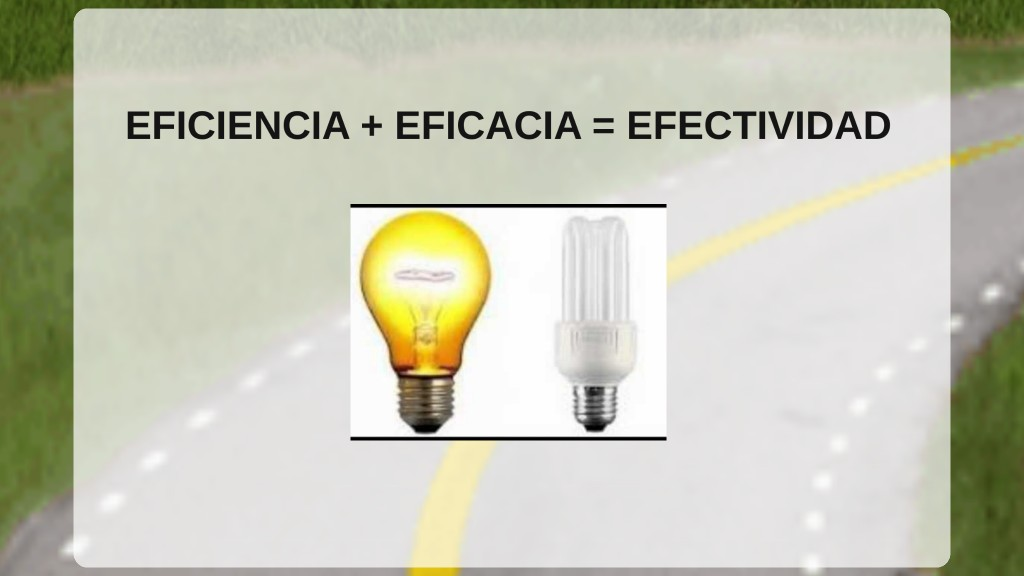 EFICIENCIA + EFICACIA = EFECTIVIDAD